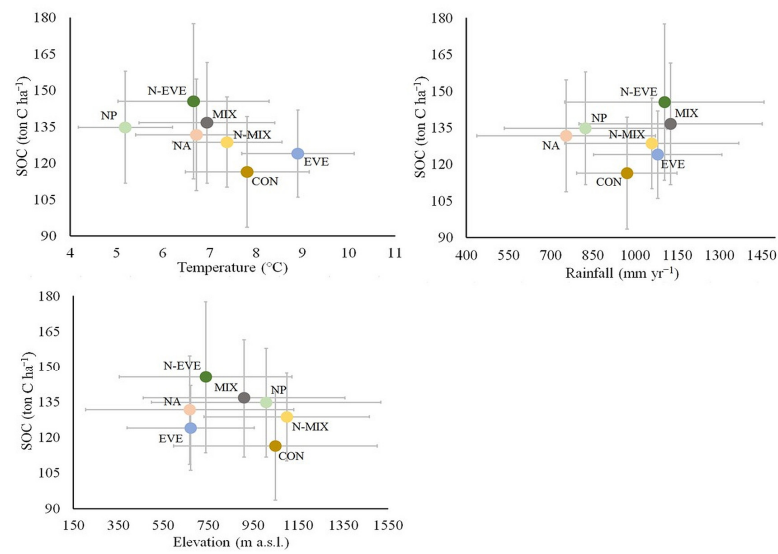 180
165
150
135
120
105
90
SOC (ton C ha⁻¹)
N-EVE
MIX
NP
NA
N-MIX
EVE
CON
4 5 6 7 8 9 10 11
Temperature (°C)
180
165
150
135
120
105
90
SOC (ton C ha⁻¹)
N-EVE
MIX
NP
N-MIX
NA
EVE
CON
400 550 700 850 1000 1150 1300 1450
Rainfall (mm yr⁻¹)
180
165
150
135
120
105
90
SOC (ton C ha⁻¹)
N-EVE
MIX
NP
NA
N-MIX
EVE
CON
150 350 550 750 950 1150 1350 1550
Elevation (m a.s.l.)